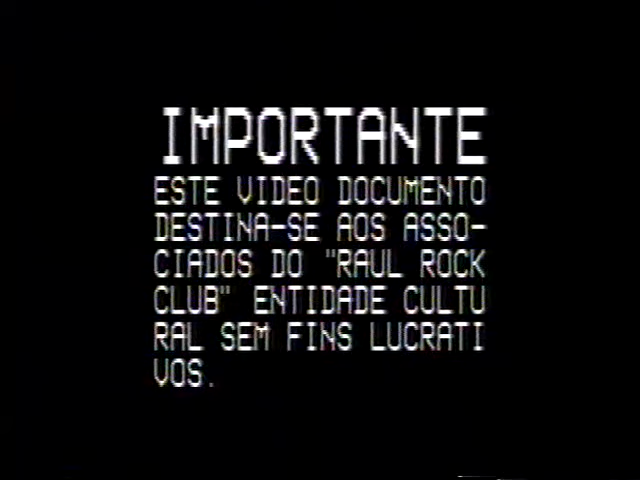 IMPORTANTE
ESTE VIDEO DOCUMENTO
DESTINA-SE AOS ASSO-
CIADOS DO "RAUL ROCK
CLUB" ENTIDADE CULTU
RAL SEM FINS LUCRATI
VOS.